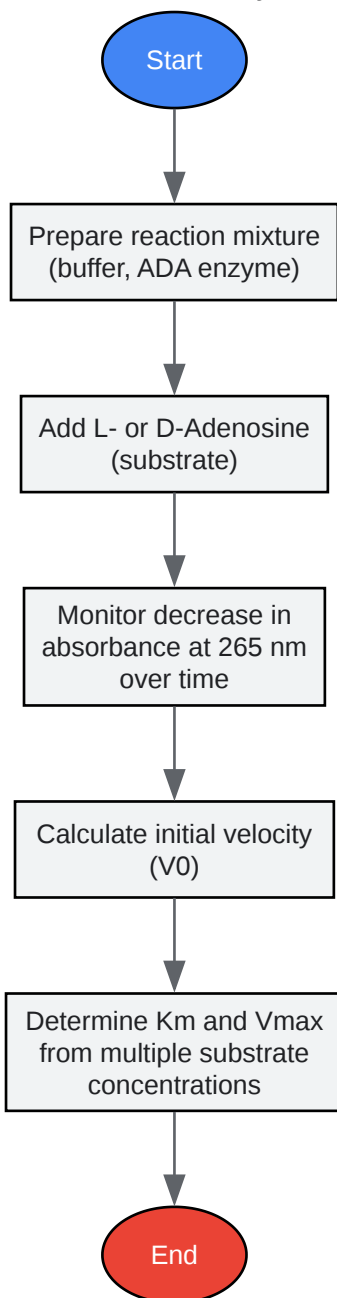 Start
Prepare reaction mixture
(buffer, ADA enzyme)
Add L- or D-Adenosine
(substrate)
Monitor decrease in
absorbance at 265 nm
over time
Calculate initial velocity
(V0)
Determine Km and Vmax
from multiple substrate
concentrations
End